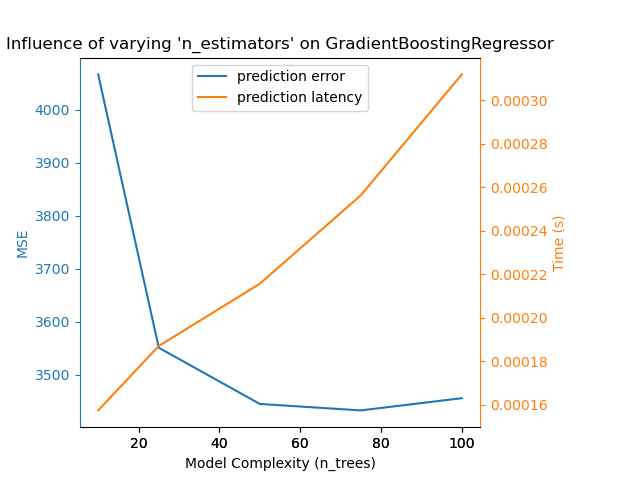 Influence of varying 'n_estimators' on GradientBoostingRegressor
prediction error
prediction latency
MSE
4000
3900
3800
3700
3600
3500
Time (s)
0.00030
0.00028
0.00026
0.00024
0.00022
0.00020
0.00018
0.00016
20 40 60 80 100
Model Complexity (n_trees)